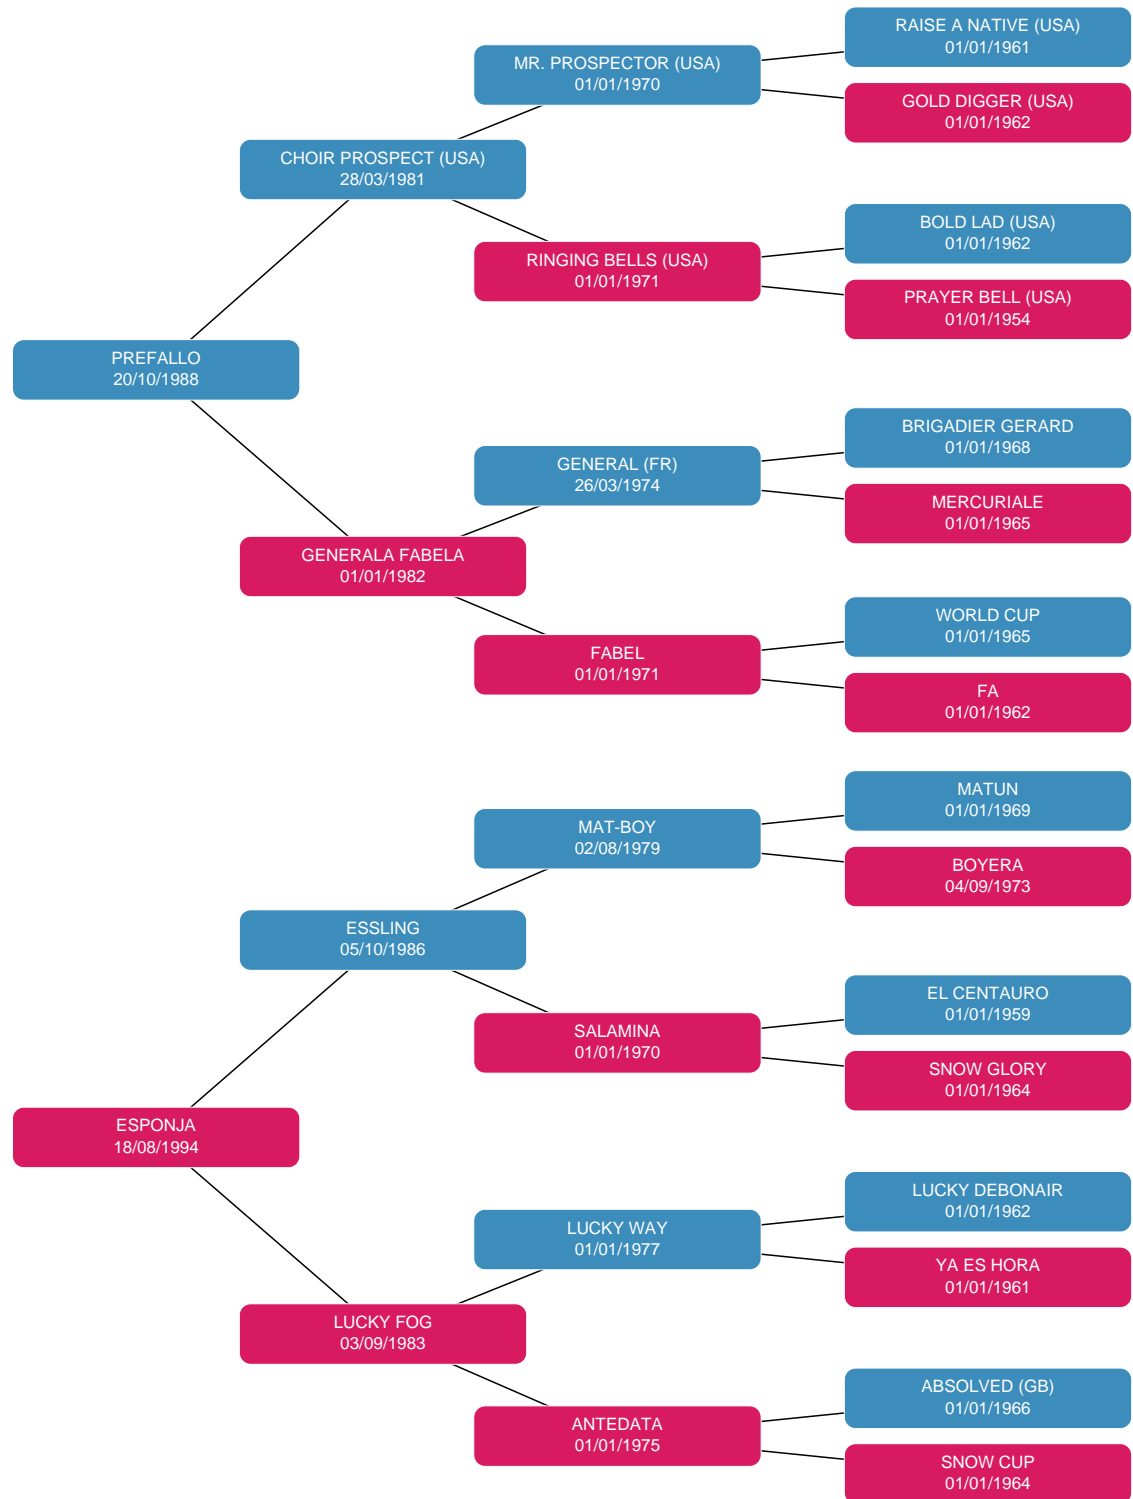 RAISE A NATIVE (USA)
01/01/1961
MR. PROSPECTOR (USA)
01/01/1970
GOLD DIGGER (USA)
01/01/1962
CHOIR PROSPECT (USA)
28/03/1981
BOLD LAD (USA)
01/01/1962
RINGING BELLS (USA)
01/01/1971
PRAYER BELL (USA)
01/01/1954
PREFALLO
20/10/1988
BRIGADIER GERARD
01/01/1968
GENERAL (FR)
26/03/1974
MERCURIALE
01/01/1965
GENERALA FABELA
01/01/1982
WORLD CUP
01/01/1965
FABEL
01/01/1971
FA
01/01/1962
MATUN
01/01/1969
MAT-BOY
02/08/1979
BOYERA
04/09/1973
ESSLING
05/10/1986
EL CENTAURO
01/01/1959
SALAMINA
01/01/1970
SNOW GLORY
01/01/1964
ESPONJA
18/08/1994
LUCKY DEBONAIR
01/01/1962
LUCKY WAY
01/01/1977
YA ES HORA
01/01/1961
LUCKY FOG
03/09/1983
ABSOLVED (GB)
01/01/1966
ANTEDATA
01/01/1975
SNOW CUP
01/01/1964